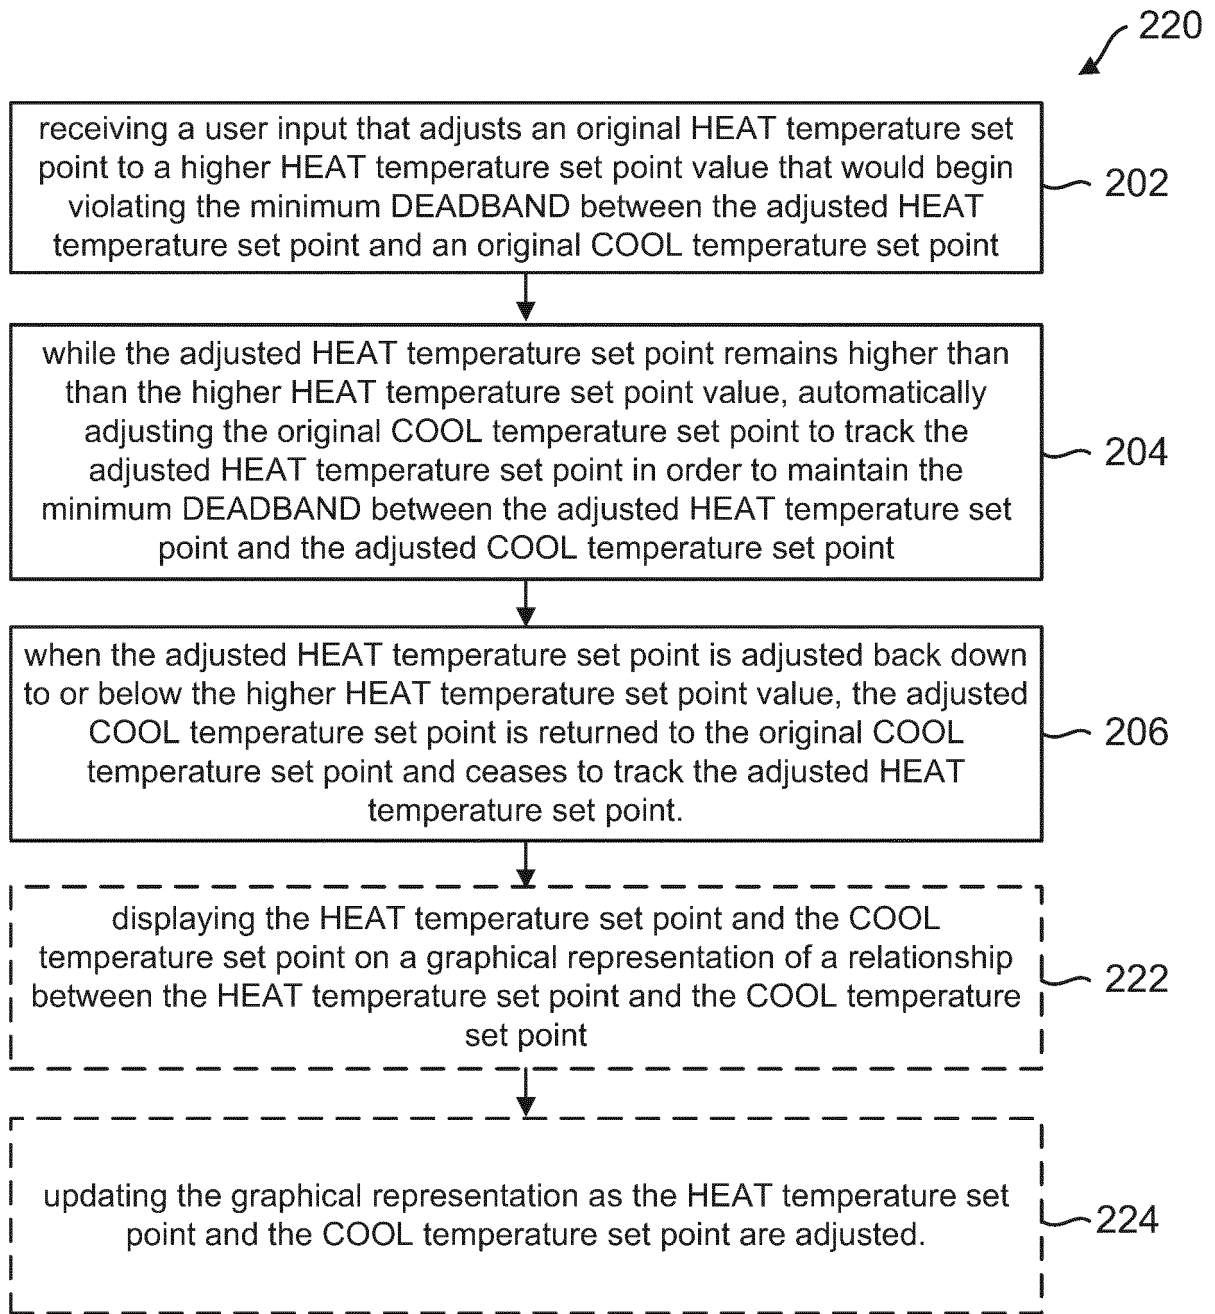 220
receiving a user input that adjusts an original HEAT temperature set
point to a higher HEAT temperature set point value that would begin
violating the minimum DEADBAND between the adjusted HEAT
temperature set point and an original COOL temperature set point
202
while the adjusted HEAT temperature set point remains higher than
than the higher HEAT temperature set point value, automatically
adjusting the original COOL temperature set point to track the
adjusted HEAT temperature set point in order to maintain the
minimum DEADBAND between the adjusted HEAT temperature set
point and the adjusted COOL temperature set point
204
when the adjusted HEAT temperature set point is adjusted back down
to or below the higher HEAT temperature set point value, the adjusted
COOL temperature set point is returned to the original COOL
temperature set point and ceases to track the adjusted HEAT
temperature set point.
206
displaying the HEAT temperature set point and the COOL
temperature set point on a graphical representation of a relationship
between the HEAT temperature set point and the COOL temperature
set point
222
updating the graphical representation as the HEAT temperature set
point and the COOL temperature set point are adjusted.
224